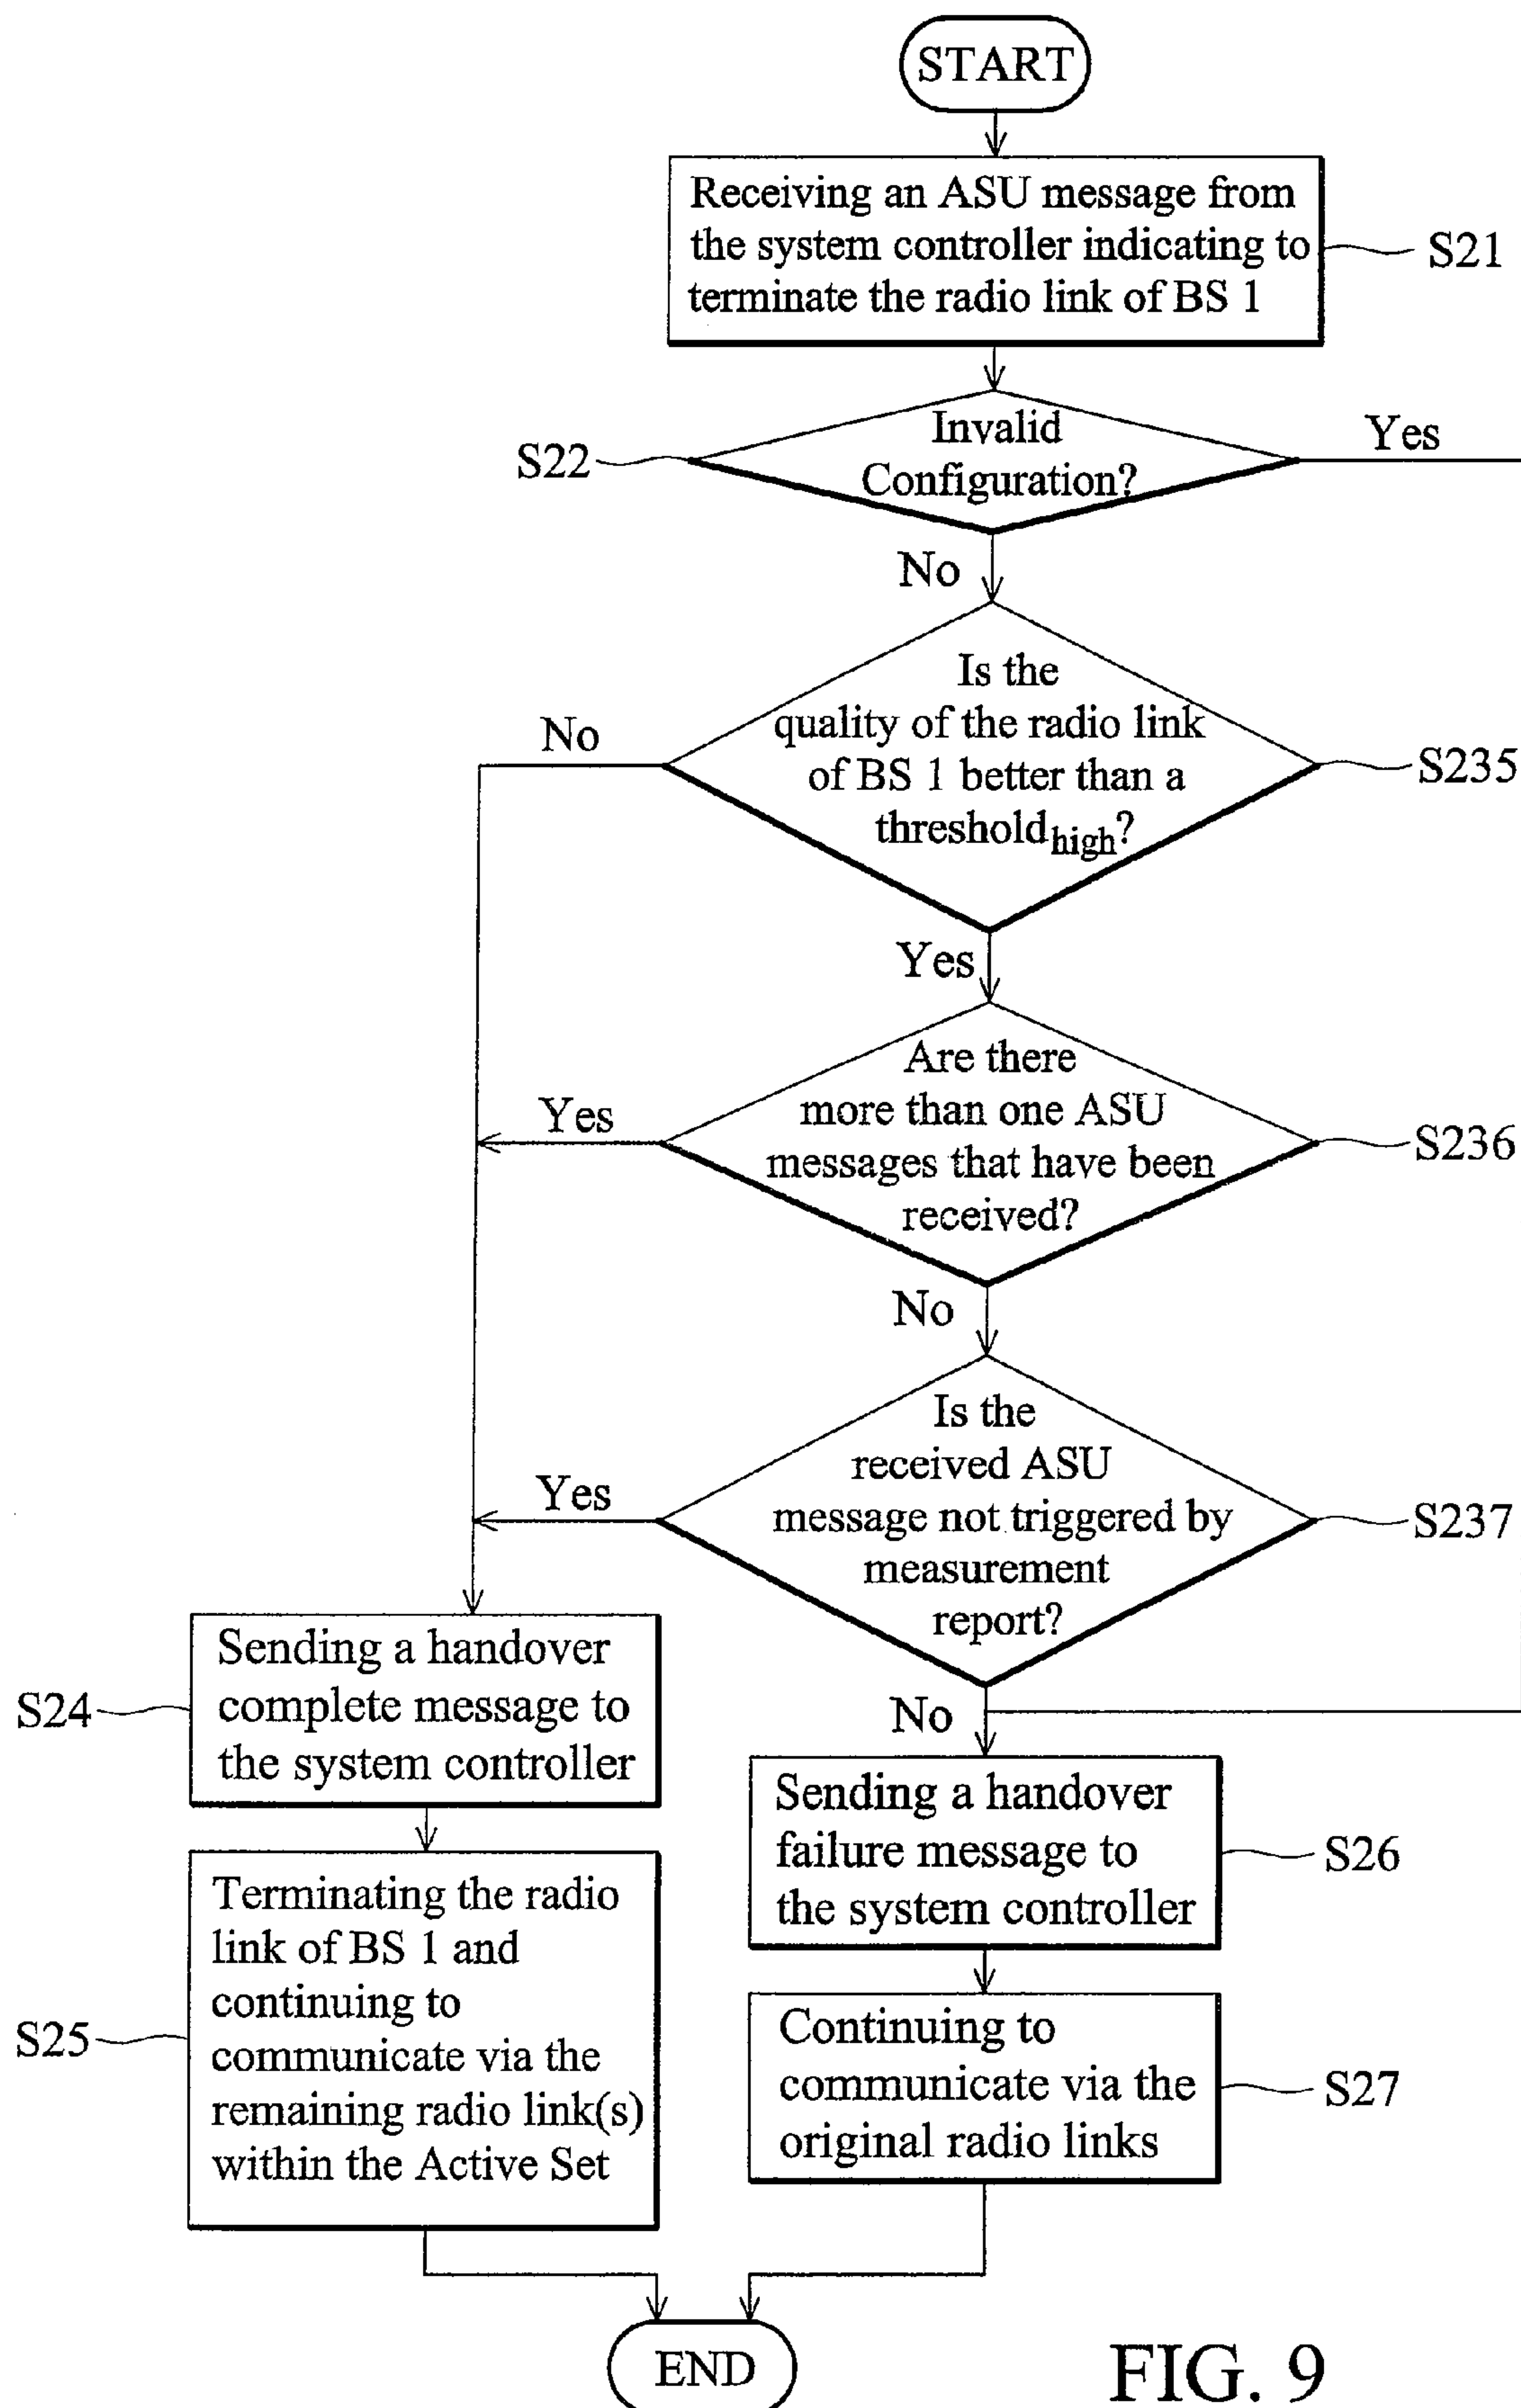 START
Receiving an ASU message from
the system controller indicating to
terminate the radio link of BS 1
S21
Invalid
Configuration?
S22
Yes
No
Is the
quality of the radio link
of BS 1 better than a
threshold high?
S235
No
Yes
Are there
more than one ASU
messages that have been
received?
S236
Yes
No
Is the
received ASU
message not triggered by
measurement
report?
S237
Yes
No
Sending a handover
complete message to
the system controller
S24
Sending a handover
failure message to
the system controller
S26
Terminating the radio
link of BS 1 and
continuing to
communicate via the
remaining radio link(s)
within the Active Set
S25
Continuing to
communicate via the
original radio links
S27
END
FIG. 9